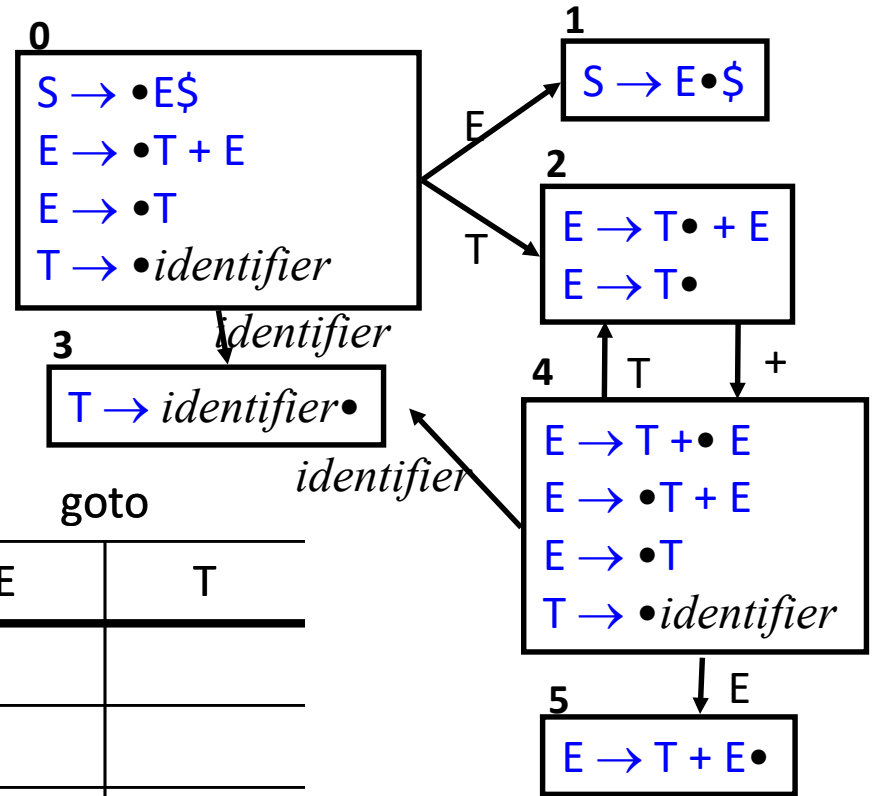 0
S → •E$
E → •T + E
E → •T
T → •identifier
E
T
1
S → E•$
2
E → T• + E
E → T•
identifier
3
T → identifier•
identifier
T
+
4
E → T +• E
E → •T + E
E → •T
T → •identifier
E
5
E → T + E•
goto
E T